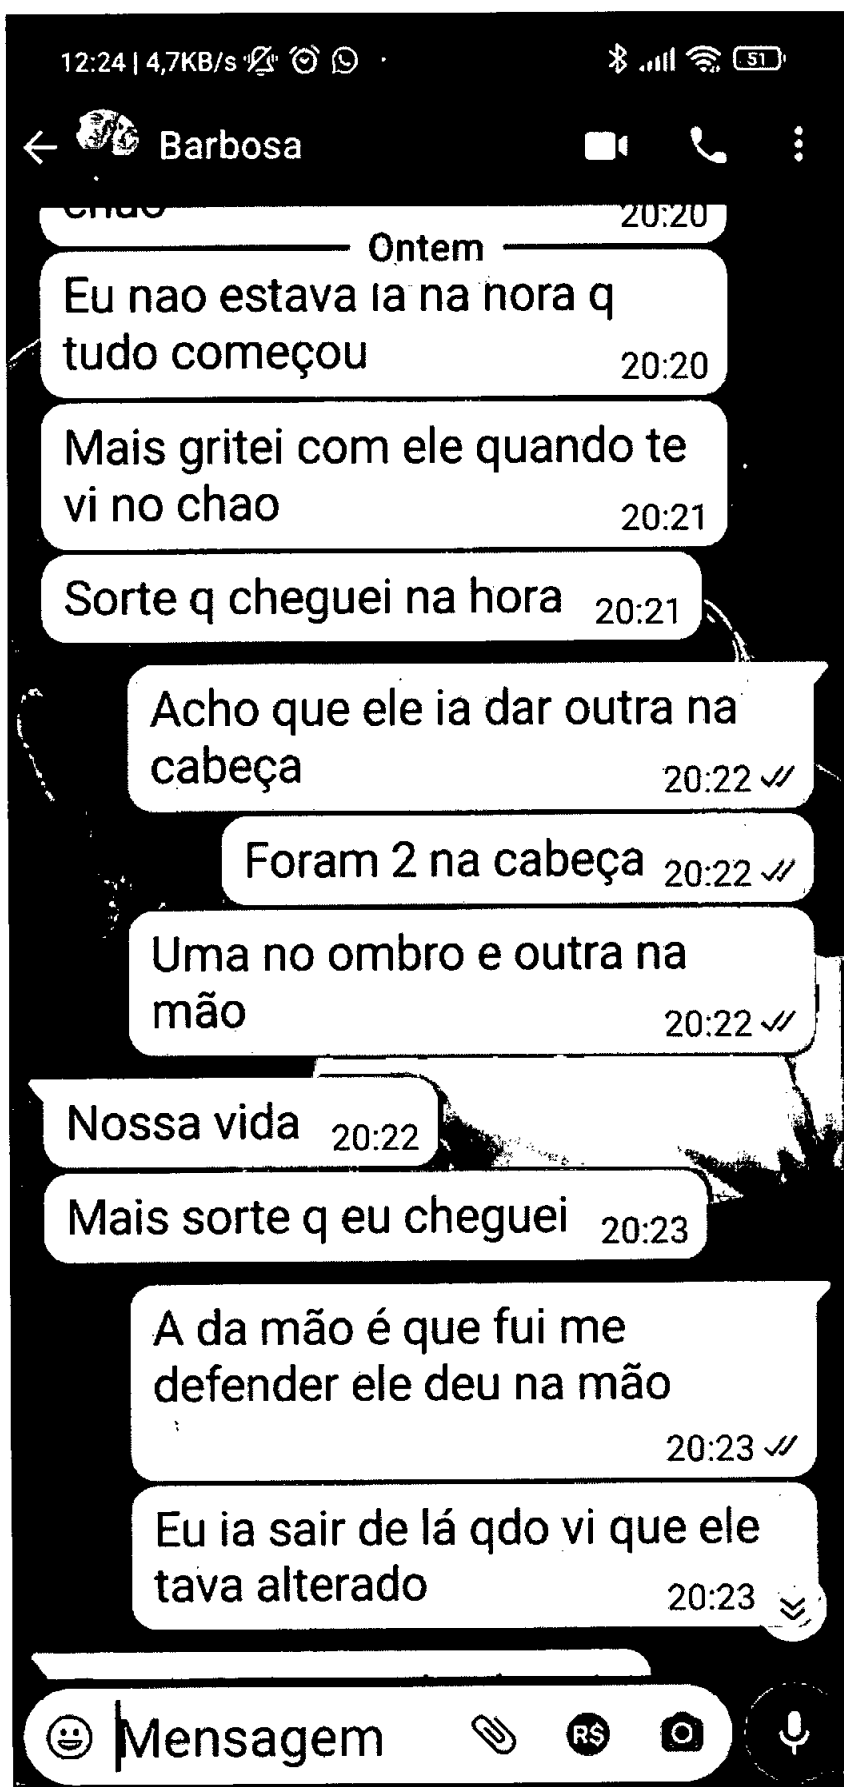 12:24 | 4,7KB/s
51
Barbosa
20:20
Ontem
Eu nao estava la na hora q
tudo começou
20:20
Mais gritei com ele quando te
vi no chao
20:21
Sorte q cheguei na hora 20:21
Acho que ele ia dar outra na
cabeça
20:22
Foram 2 na cabeça 20:22
Uma no ombro e outra na
mão
20:22
Nossa vida 20:22
Mais sorte q eu cheguei 20:23
A da mão é que fui me
defender ele deu na mão
20:23
Eu ia sair de lá qdo vi que ele
tava alterado
20:23
Mensagem
R$